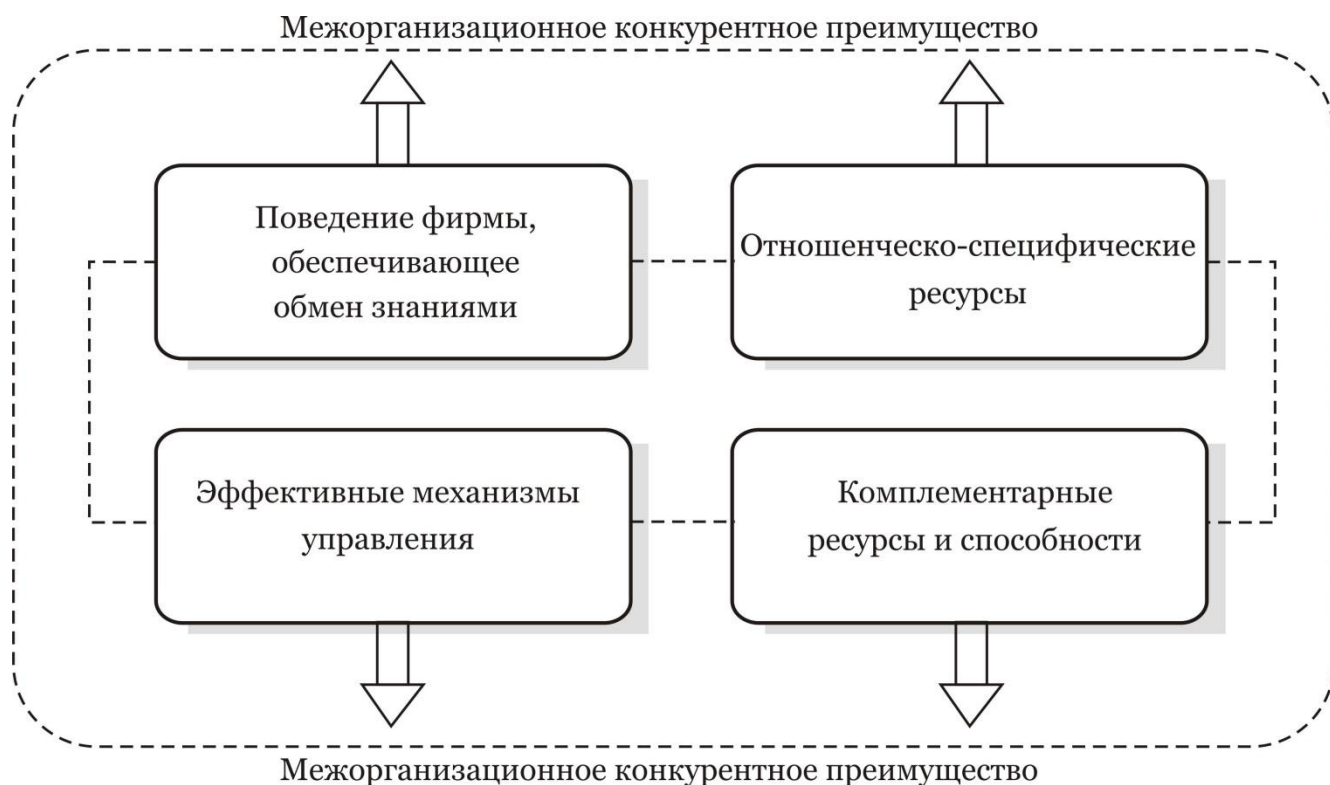 Межорганизационное конкурентное преимущество
Поведение фирмы,
обеспечивающее
обмен знаниями
Отношенческо-специфические
ресурсы
Эффективные механизмы
управления
Комплементарные
ресурсы и способности
Межорганизационное конкурентное преимущество